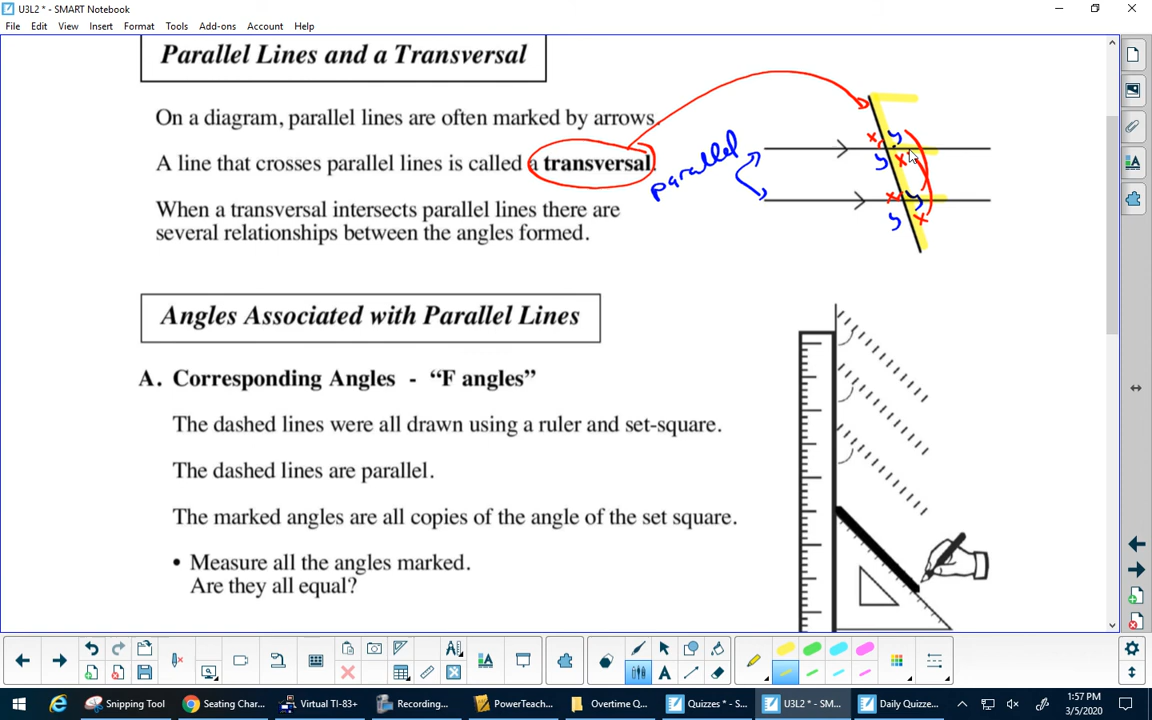 U3L2 * - SMART Notebook
File Edit View Insert Format Tools Add-ons Account Help
Parallel Lines and a Transversal
On a diagram, parallel lines are often marked by arrows.
A line that crosses parallel lines is called a transversal.
When a transversal intersects parallel lines there are
several relationships between the angles formed.
parallel
x y
y x
x y
y x
Angles Associated with Parallel Lines
A. Corresponding Angles - “F angles”
The dashed lines were all drawn using a ruler and set-square.
The dashed lines are parallel.
The marked angles are all copies of the angle of the set square.
• Measure all the angles marked.
Are they all equal?
Snipping Tool
Seating Char...
Virtual TI-83+
Recording...
PowerTeach...
Overtime Q...
Quizzes * - S...
U3L2 * - SM...
Daily Quizze...
1:57 PM
3/5/2020